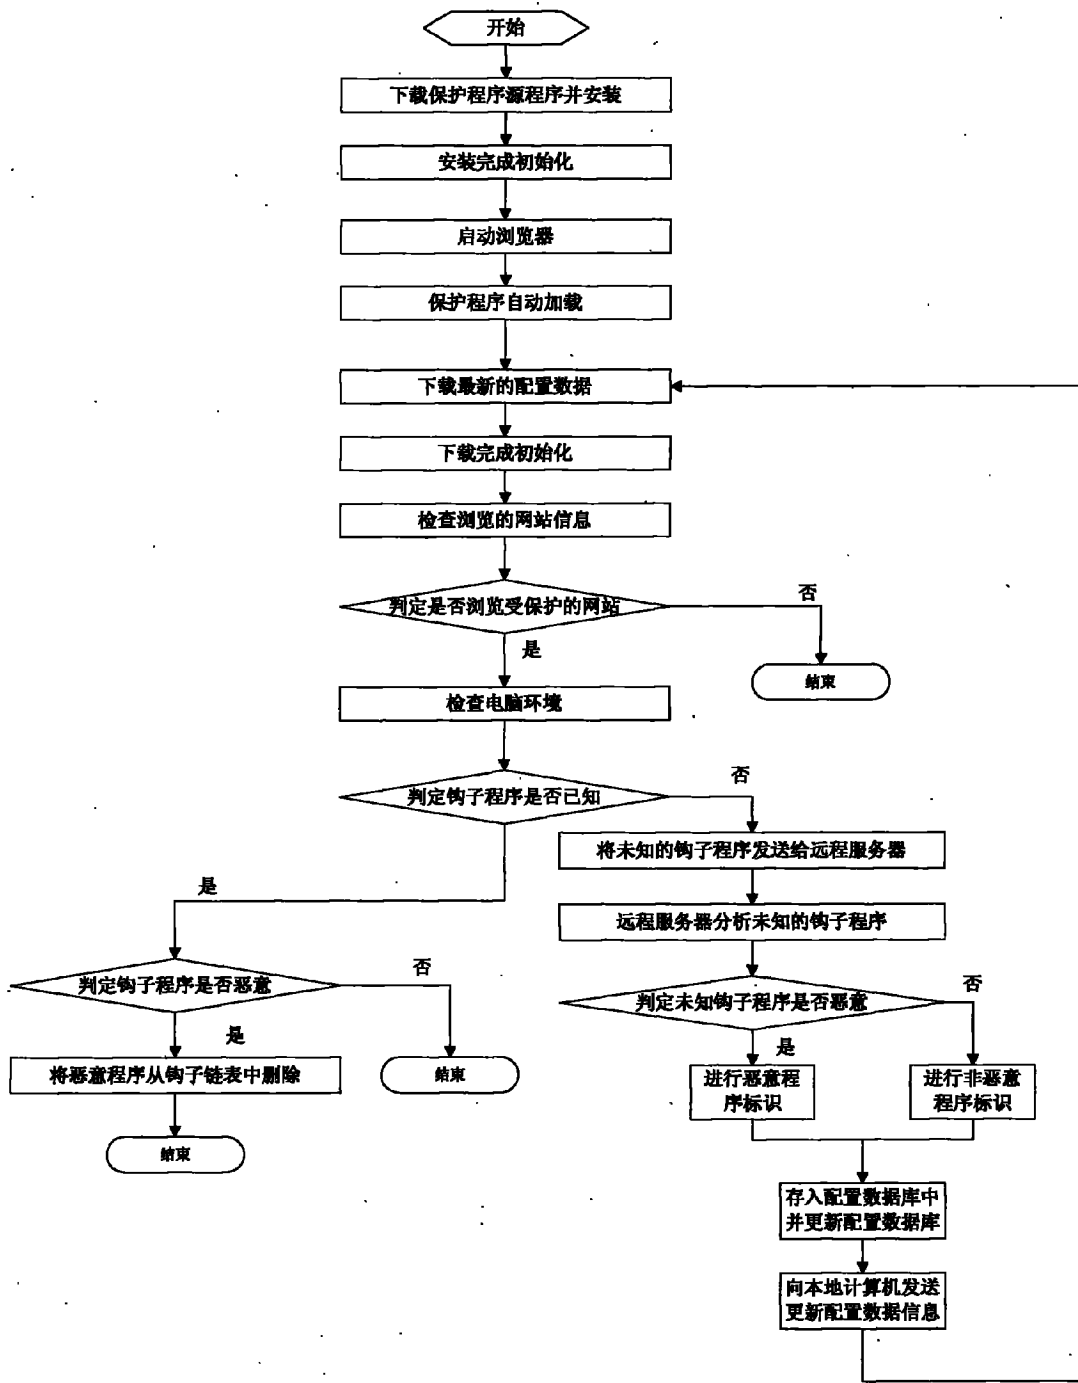 开始
下载保护程序源程序并安装
安装完成初始化
启动浏览器
保护程序自动加载
下载最新的配置数据
下载完成初始化
检查浏览的网站信息
判定是否浏览受保护的网站
否
是
结束
检查电脑环境
判定钩子程序是否已知
否
将未知的钩子程序发送给远程服务器
是
远程服务器分析未知的钩子程序
判定钩子程序是否恶意
否
判定未知钩子程序是否恶意
否
是
是
将恶意程序从钩子链表中删除
结束
进行恶意程
序标识
进行非恶意
程序标识
结束
存入配置数据库中
并更新配置数据库
向本地计算机发送
更新配置数据信息